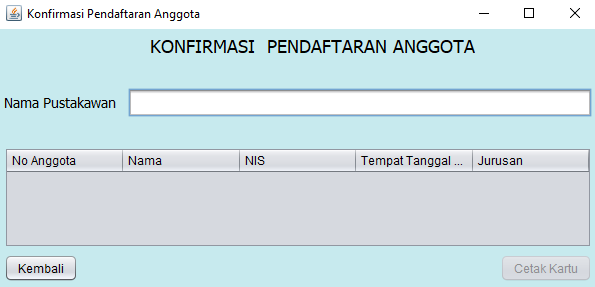 Konfirmasi Pendaftaran Anggota
KONFIRMASI PENDAFTARAN ANGGOTA
Nama Pustakawan
No Anggota Nama NIS Tempat Tanggal ... Jurusan
Kembali Cetak Kartu